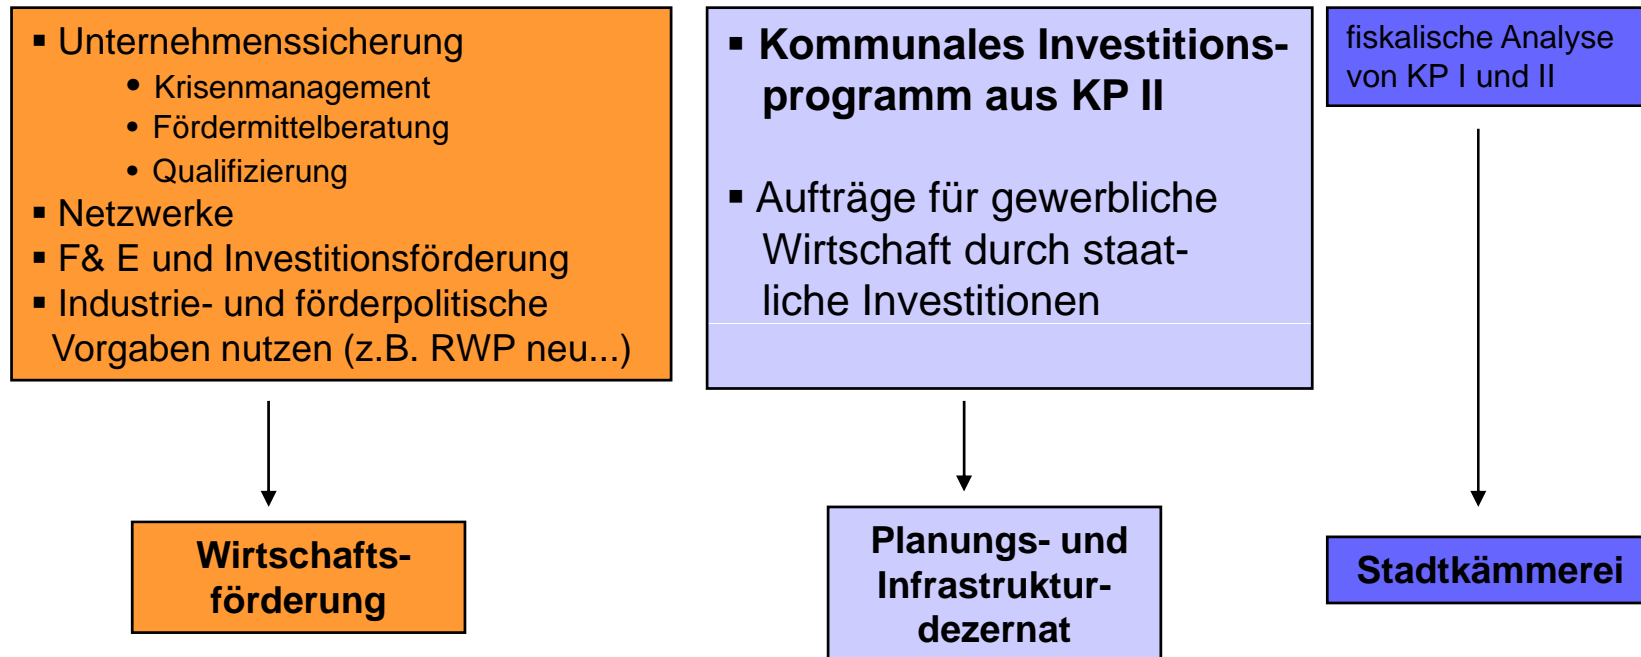 ▪ Unternehmenssicherung
• Krisenmanagement
• Fördermittelberatung
• Qualifizierung
▪ Netzwerke
▪ F& E und Investitionsförderung
▪ Industrie- und förderpolitische
Vorgaben nutzen (z.B. RWP neu...)
▪ Kommunales Investitions-
programm aus KP II
▪ Aufträge für gewerbliche
Wirtschaft durch staat-
liche Investitionen
fiskalische Analyse
von KP I und II
Wirtschafts-
förderung
Planungs- und
Infrastruktur-
dezernat
Stadtkämmerei